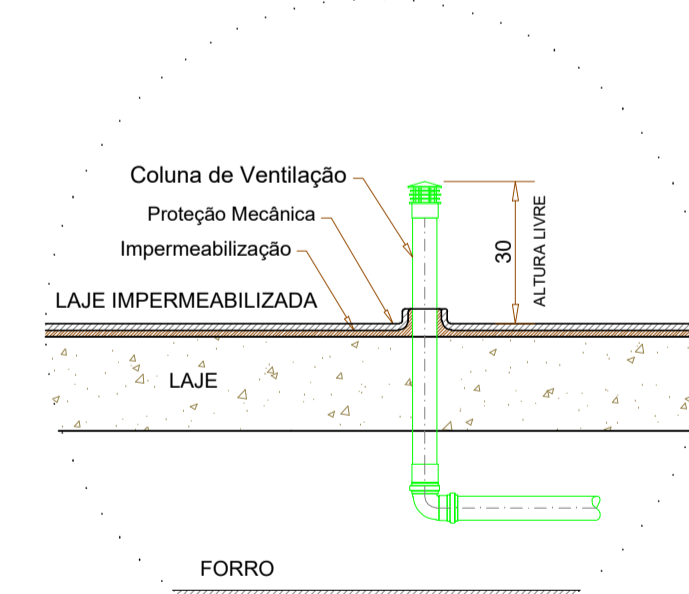 Coluna de Ventilação
Proteção Mecânica
Impermeabilização
LAJE IMPERMEABILIZADA
30
ALTURA LIVRE
LAJE
FORRO